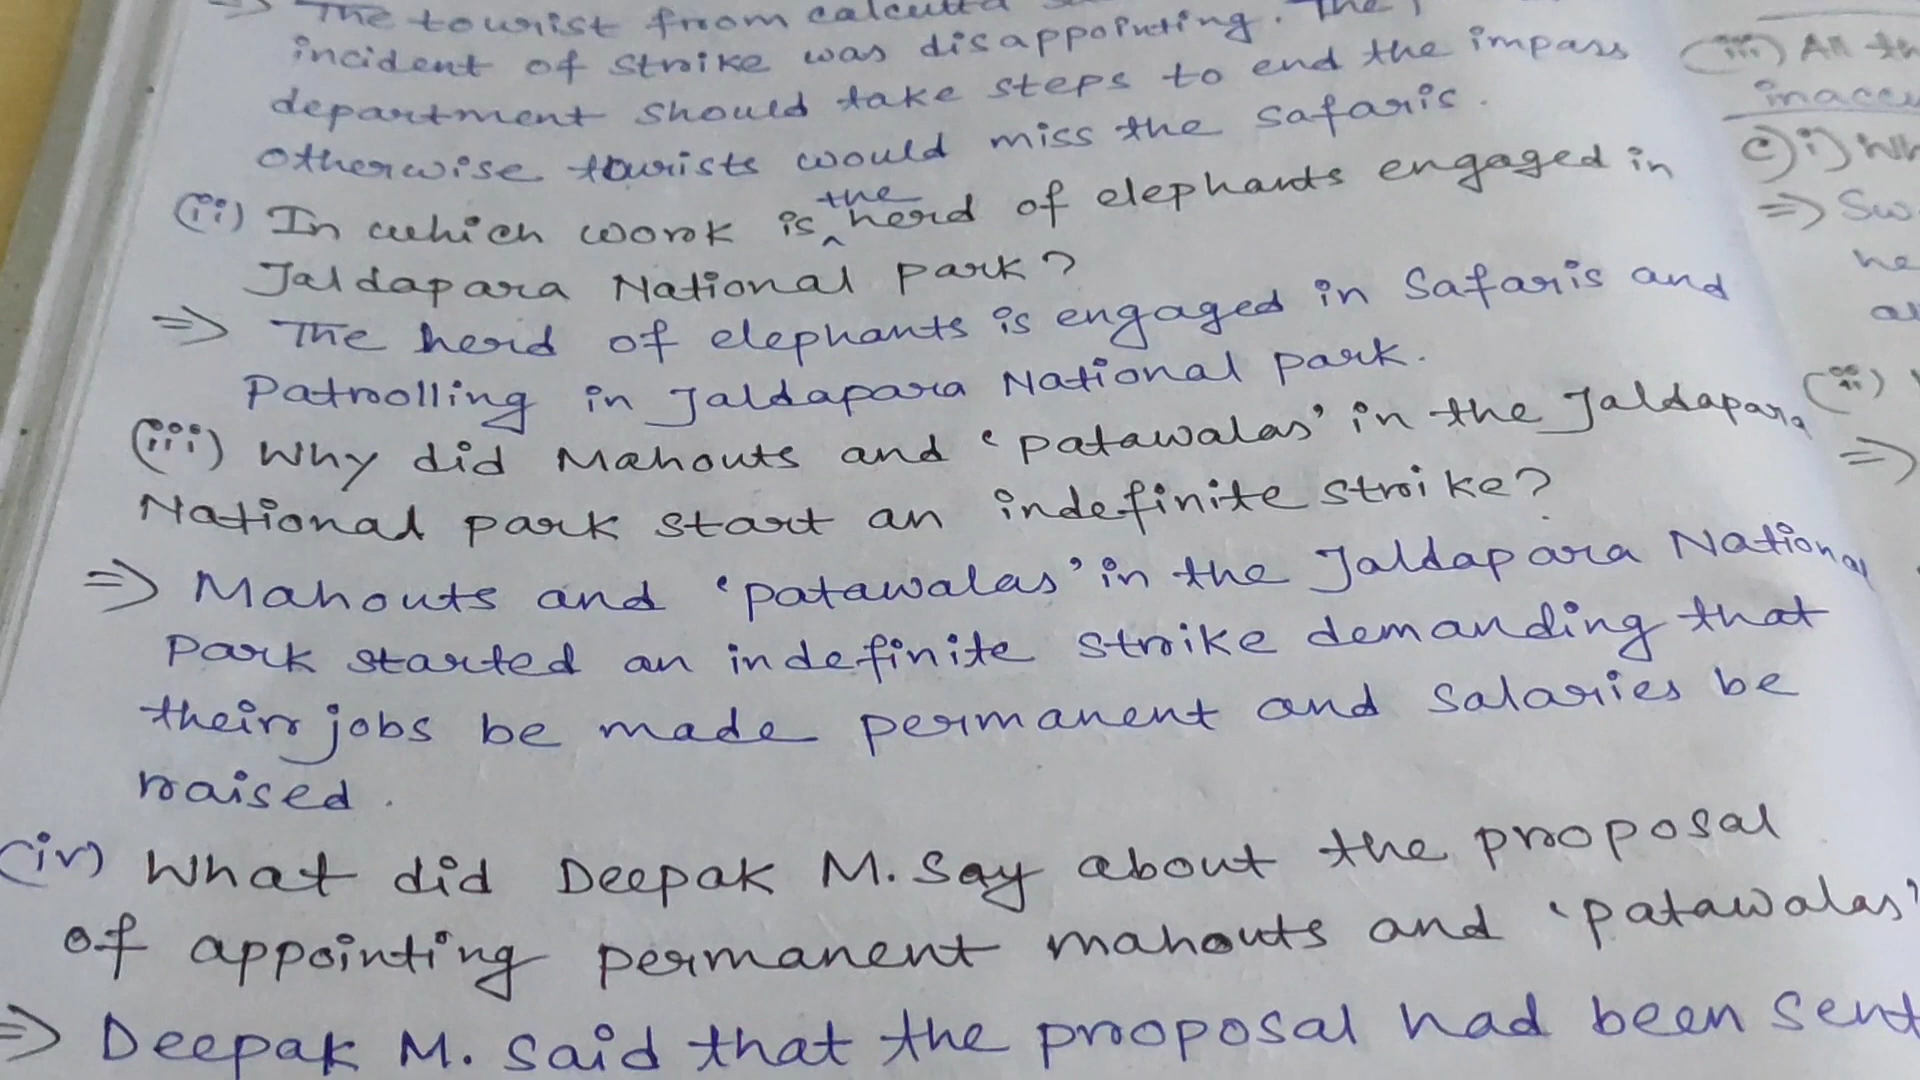 => The tourist from calcutta
incident of strike was disappointing. The
department should take steps to end the impass
otherwise tourists would miss the safaris.
(ii) In which work is the herd of elephants engaged in
Jaldapara National park?
=> The herd of elephants is engaged in Safaris and
Patrolling in Jaldapara National park.
(iii) Why did Mahouts and 'patawalas' in the Jaldapara
National park start an indefinite strike?
=> Mahouts and 'patawalas' in the Jaldapara National
Park started an indefinite strike demanding that
their jobs be made permanent and salaries be
raised.
(iv) What did Deepak M. Say about the proposal
of appointing permanent mahouts and 'patawalas'
=> Deepak M. said that the proposal had been sent
(iii) All
c) i)
=>
he
(ii)
=>